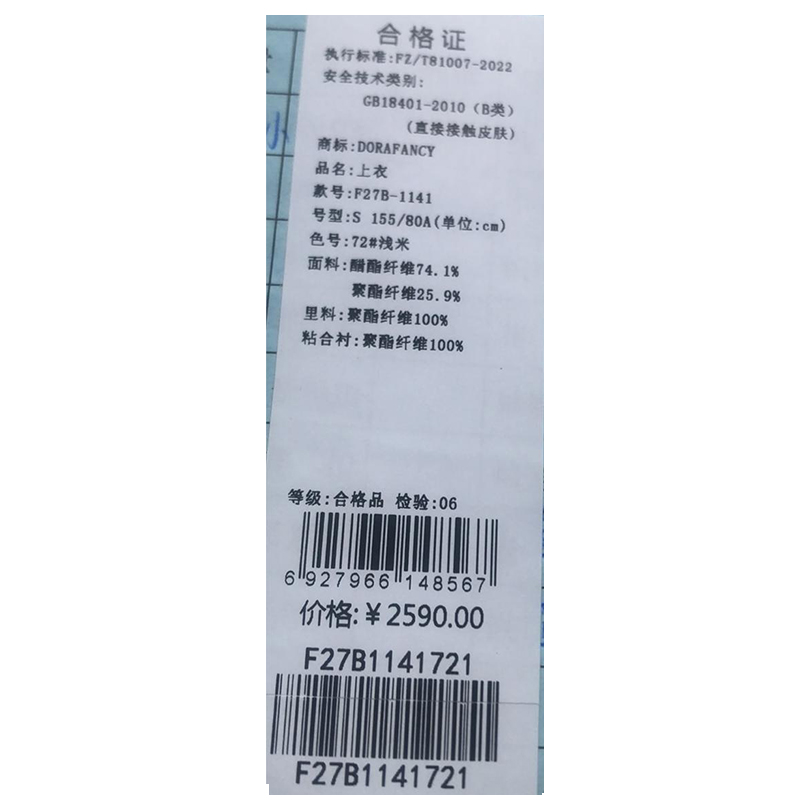 合格证
执行标准:FZ/T81007-2022
安全技术类别:
GB18401-2010（B类）
(直接接触皮肤)
商标:DORAFANCY
品名:上衣
款号:F27B-1141
号型:S 155/80A(单位:cm)
色号:72#浅米
面料:醋酯纤维74.1%
聚酯纤维25.9%
里料:聚酯纤维100%
粘合衬:聚酯纤维100%
等级:合格品 检验:06
6 927966 148567
价格:¥2590.00
F27B1141721
F27B1141721
小